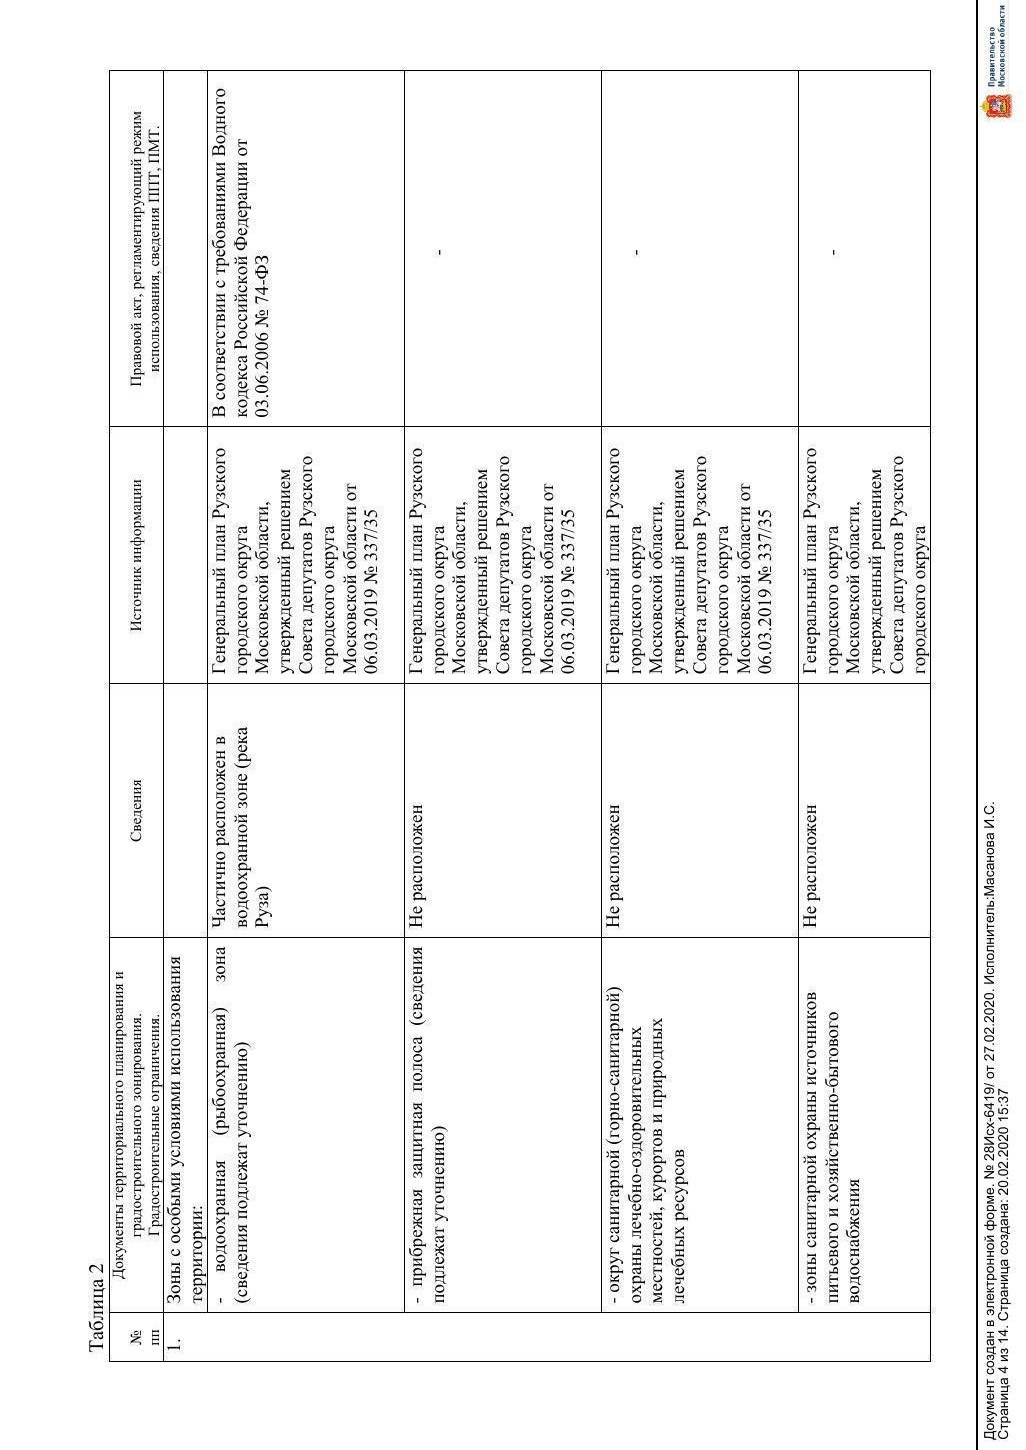 Таблица 2
№
пп
Документы территориального планирования и
градостроительного зонирования.
Градостроительные ограничения.
Сведения
Источник информации
Правовой акт, регламентирующий режим
использования, сведения ППТ, ПМТ.
1.
Зоны с особыми условиями использования
территории:
- водоохранная (рыбоохранная) зона
(сведения подлежат уточнению)
Частично расположен в
водоохранной зоне (река
Руза)
Генеральный план Рузского
городского округа
Московской области,
утвержденный решением
Совета депутатов Рузского
городского округа
Московской области от
06.03.2019 № 337/35
В соответствии с требованиями Водного
кодекса Российской Федерации от
03.06.2006 № 74-ФЗ
- прибрежная защитная полоса (сведения
подлежат уточнению)
Не расположен
Генеральный план Рузского
городского округа
Московской области,
утвержденный решением
Совета депутатов Рузского
городского округа
Московской области от
06.03.2019 № 337/35
-
- округ санитарной (горно-санитарной)
охраны лечебно-оздоровительных
местностей, курортов и природных
лечебных ресурсов
Не расположен
Генеральный план Рузского
городского округа
Московской области,
утвержденный решением
Совета депутатов Рузского
городского округа
Московской области от
06.03.2019 № 337/35
-
- зоны санитарной охраны источников
питьевого и хозяйственно-бытового
водоснабжения
Не расположен
Генеральный план Рузского
городского округа
Московской области,
утвержденный решением
Совета депутатов Рузского
городского округа
-
Документ создан в электронной форме. № 28Исх-6419/ от 27.02.2020. Исполнитель:Масанова И.С.
Страница 4 из 14. Страница создана: 20.02.2020 15:37
Правительство
Московской области